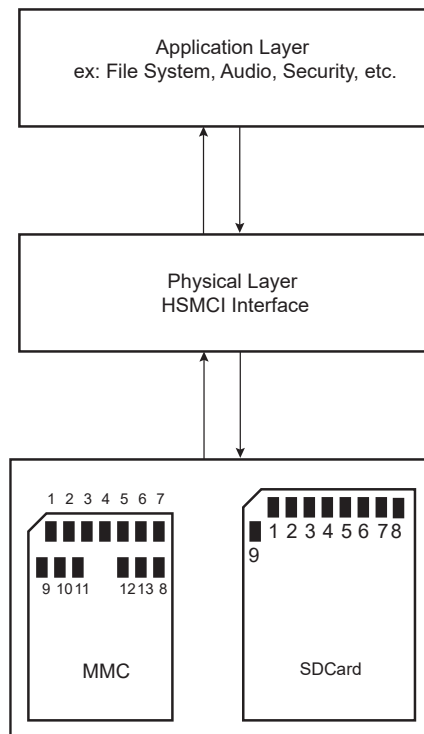 Application Layer
ex: File System, Audio, Security, etc.
Physical Layer
HSMCI Interface
1 2 3 4 5 6 7
9 10 11 12 13 8
MMC
1 2 3 4 5 6 7 8
9
SDCard